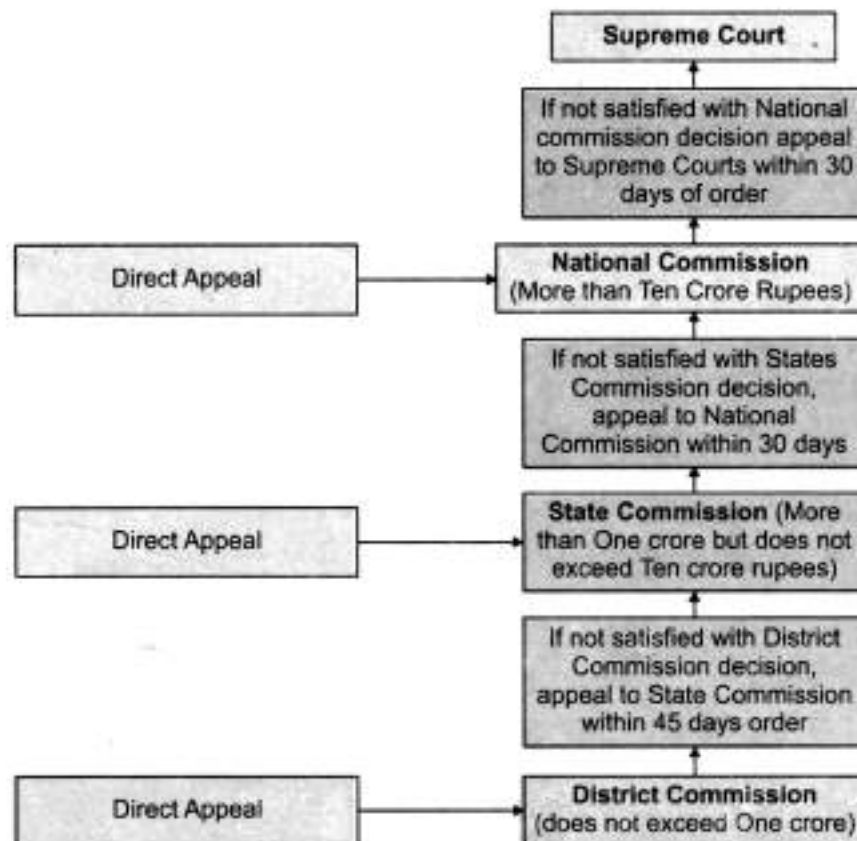 Supreme Court
If not satisfied with National
commission decision appeal
to Supreme Courts within 30
days of order
Direct Appeal
National Commission
(More than Ten Crore Rupees)
If not satisfied with States
Commission decision,
appeal to National
Commission within 30 days
Direct Appeal
State Commission (More
than One crore but does not
exceed Ten crore rupees)
If not satisfied with District
Commission decision,
appeal to State Commission
within 45 days order
Direct Appeal
District Commission
(does not exceed One crore)